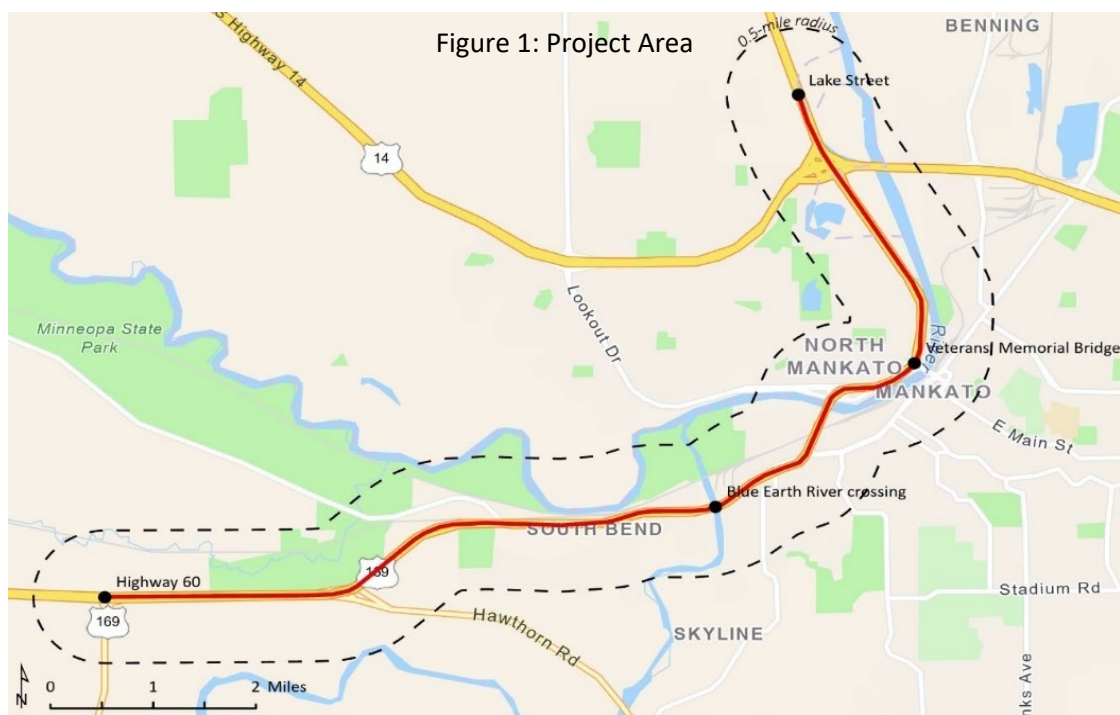 Figure 1: Project Area
0.5-mile radius
BENNING
S Highway 14
Lake Street
14
Lookout Dr
Minneopa State
Park
River
NORTH
MANKATO
Veterans Memorial Bridge
MANKATO
E Main St
Blue Earth River crossing
SOUTH BEND
169
Highway 60
169
Hawthorn Rd
Stadium Rd
SKYLINE
nks Ave
N
0 1 2 Miles